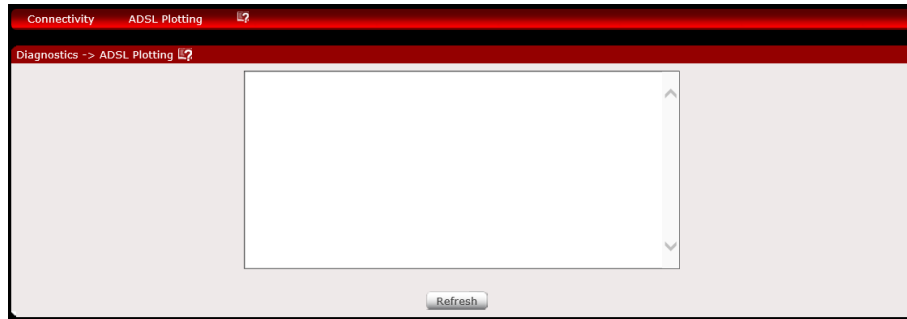 Connectivity ADSL Plotting
Diagnostics -> ADSL Plotting
Refresh